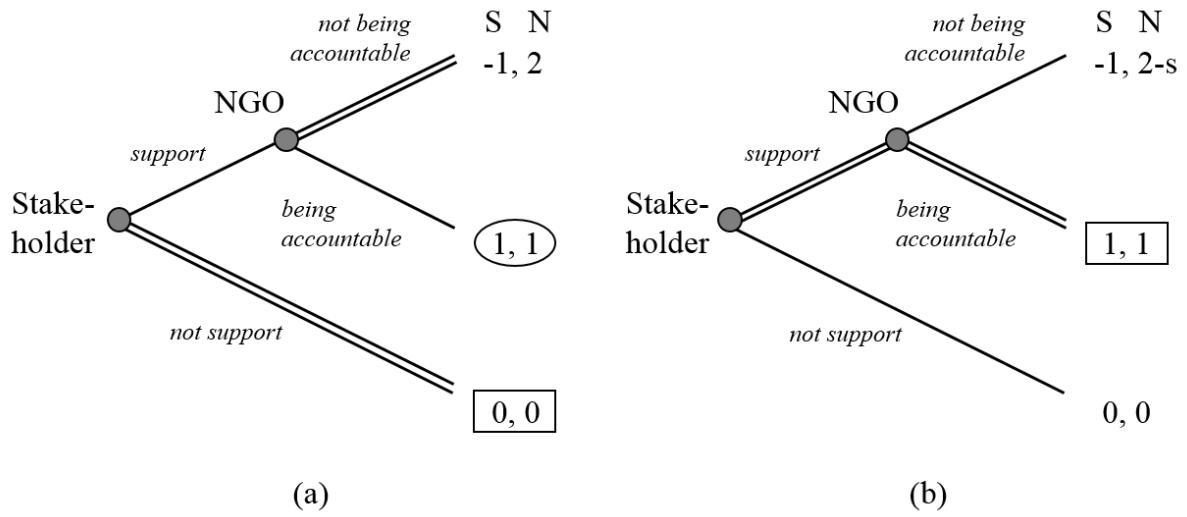 not being
accountable
S N
-1, 2
NGO
support
Stake-
holder
being
accountable
1, 1
not support
0, 0
(a)
not being
accountable
S N
-1, 2-s
NGO
support
Stake-
holder
being
accountable
1, 1
not support
0, 0
(b)